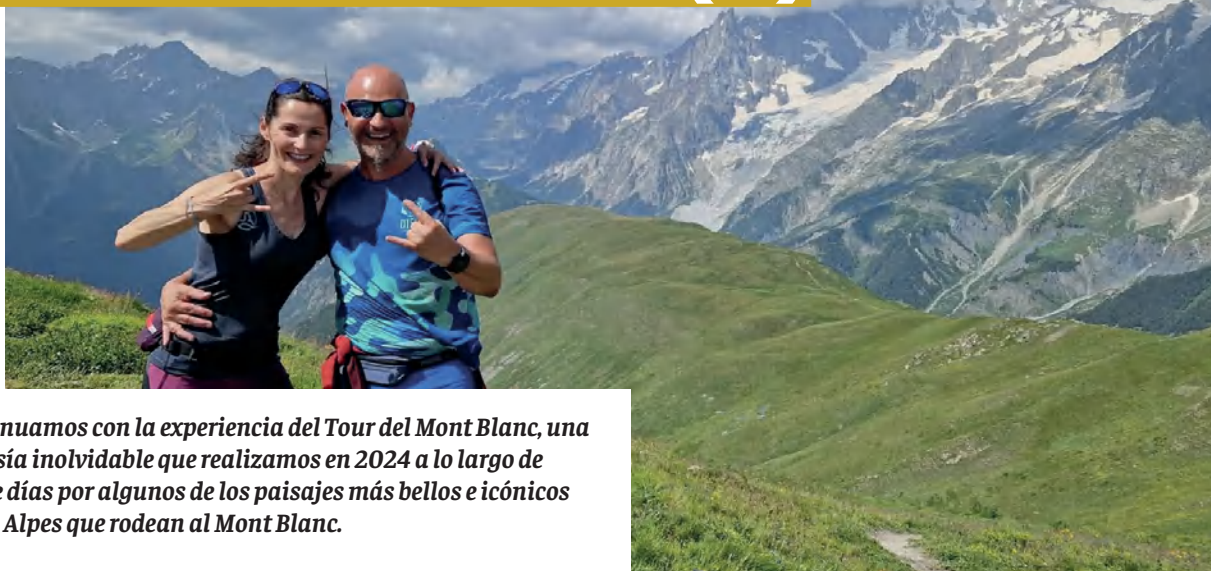 nuamos con la experiencia del Tour del Mont Blanc, una
sía inolvidable que realizamos en 2024 a lo largo de
e días por algunos de los paisajes más bellos e icónicos
Alpes que rodean al Mont Blanc.